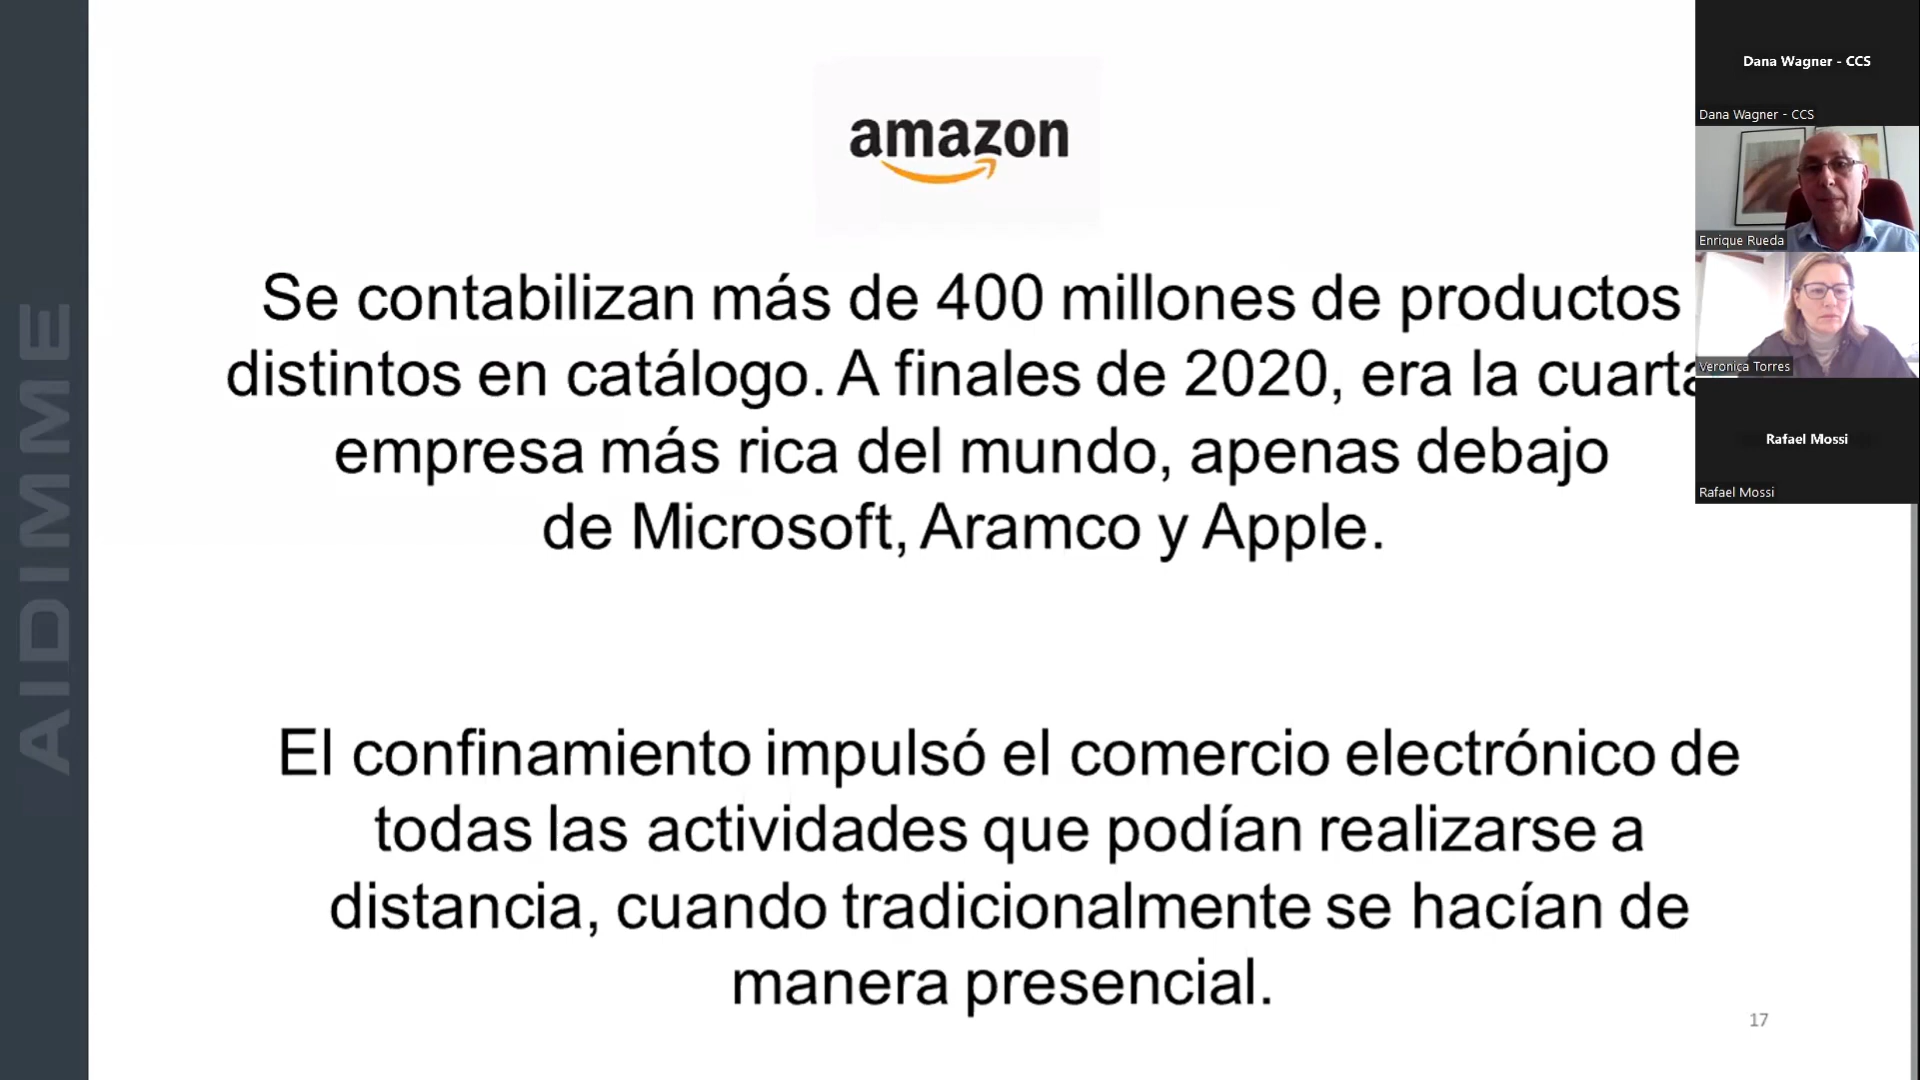 amazon
Se contabilizan más de 400 millones de productos
distintos en catálogo. A finales de 2020, era la cuarta
empresa más rica del mundo, apenas debajo
de Microsoft, Aramco y Apple.
El confinamiento impulsó el comercio electrónico de
todas las actividades que podían realizarse a
distancia, cuando tradicionalmente se hacían de
manera presencial.
17
AIDIMME
Dana Wagner - CCS
Dana Wagner - CCS
Enrique Rueda
Veronica Torres
Rafael Mossi
Rafael Mossi